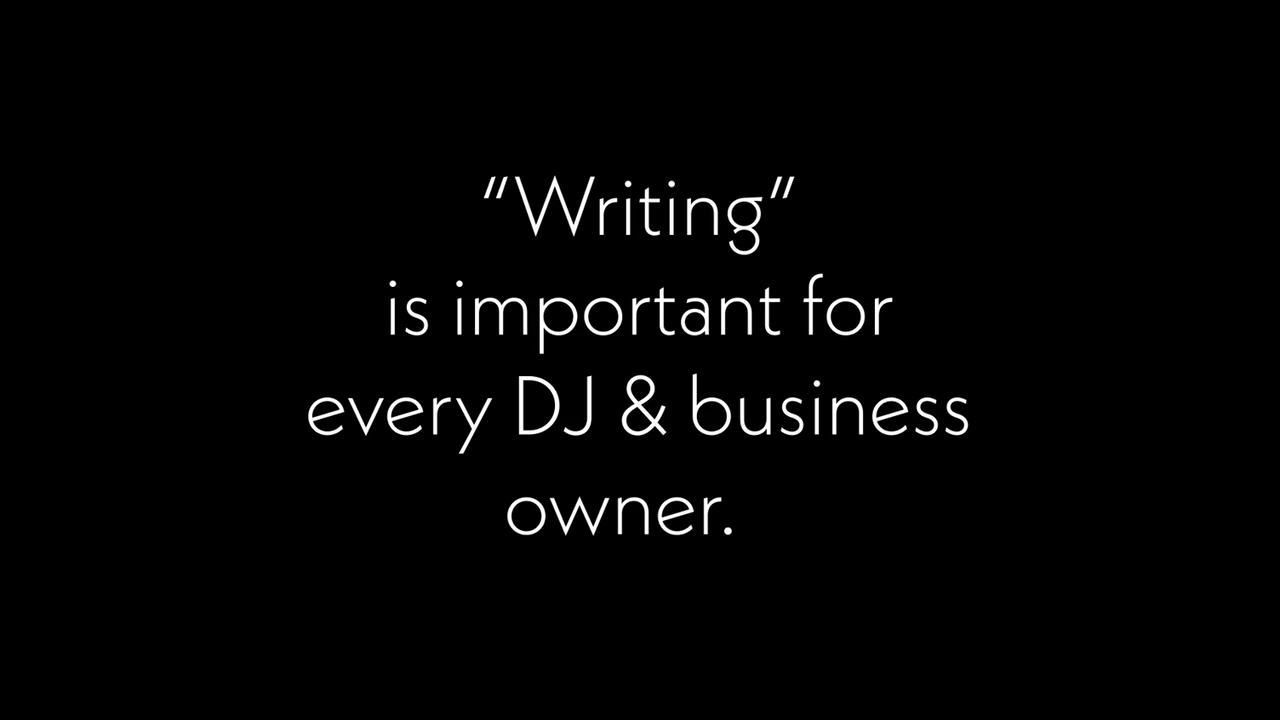 “Writing”
is important for
every DJ & business
owner.